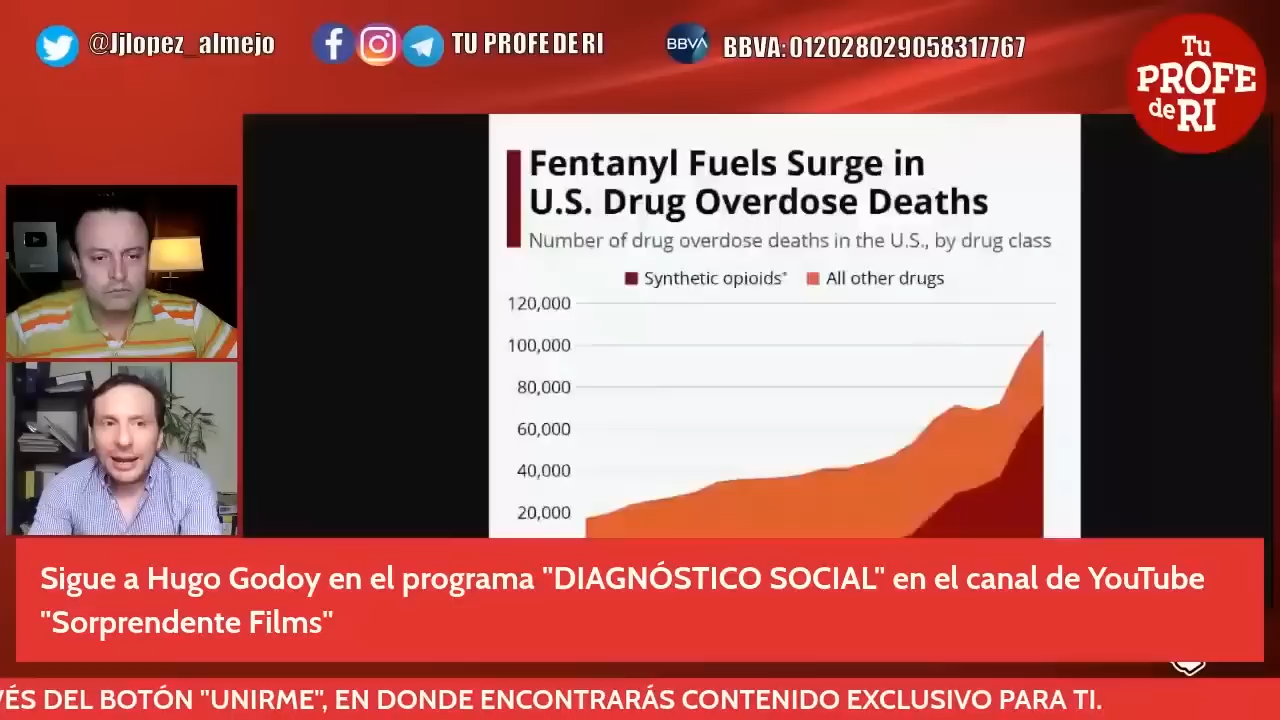 @Jjlopez_almejo
TU PROFE DE RI
BBVA
BBVA: 012028029058317767
Tu
PROFE
de RI
Fentanyl Fuels Surge in
U.S. Drug Overdose Deaths
Number of drug overdose deaths in the U.S., by drug class
Synthetic opioids* All other drugs
120,000
100,000
80,000
60,000
40,000
20,000
Sigue a Hugo Godoy en el programa "DIAGNÓSTICO SOCIAL" en el canal de YouTube
"Sorprendente Films"
VÉS DEL BOTÓN "UNIRME", EN DONDE ENCONTRARÁS CONTENIDO EXCLUSIVO PARA TI.